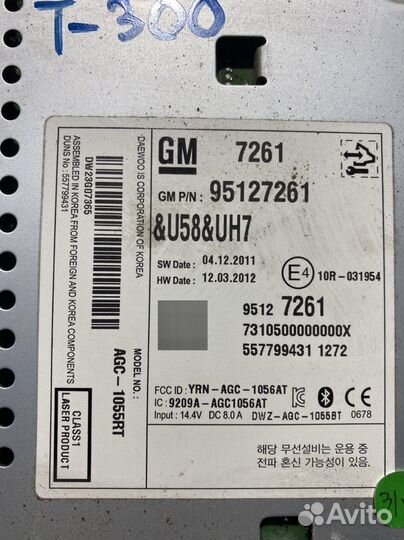 T-300
GM 7261
GM P/N : 95127261
&U58&UH7
SW Date : 04.12.2011
HW Date : 12.03.2012
E4 10R-031954
9512 7261
7310500000000X
557799431 1272
FCC ID : YRN-AGC-1056AT
IC : 9209A-AGC1056AT
Input : 14.4V DC 8.0 A DWZ-AGC-1055BT 0678
해당 무선설비는 운용 중
전파 혼신 가능성이 있음
ASSEMBLED IN KOREA FROM FOREIGN AND KOREAN COMPONENTS
DUNS No : 557799431
DW23G07365
DAEWOO IS CORPORATION OF KOREA
MODEL NO :
AGC-1055RT
CLASS1
LASER PRODUCT
Avito